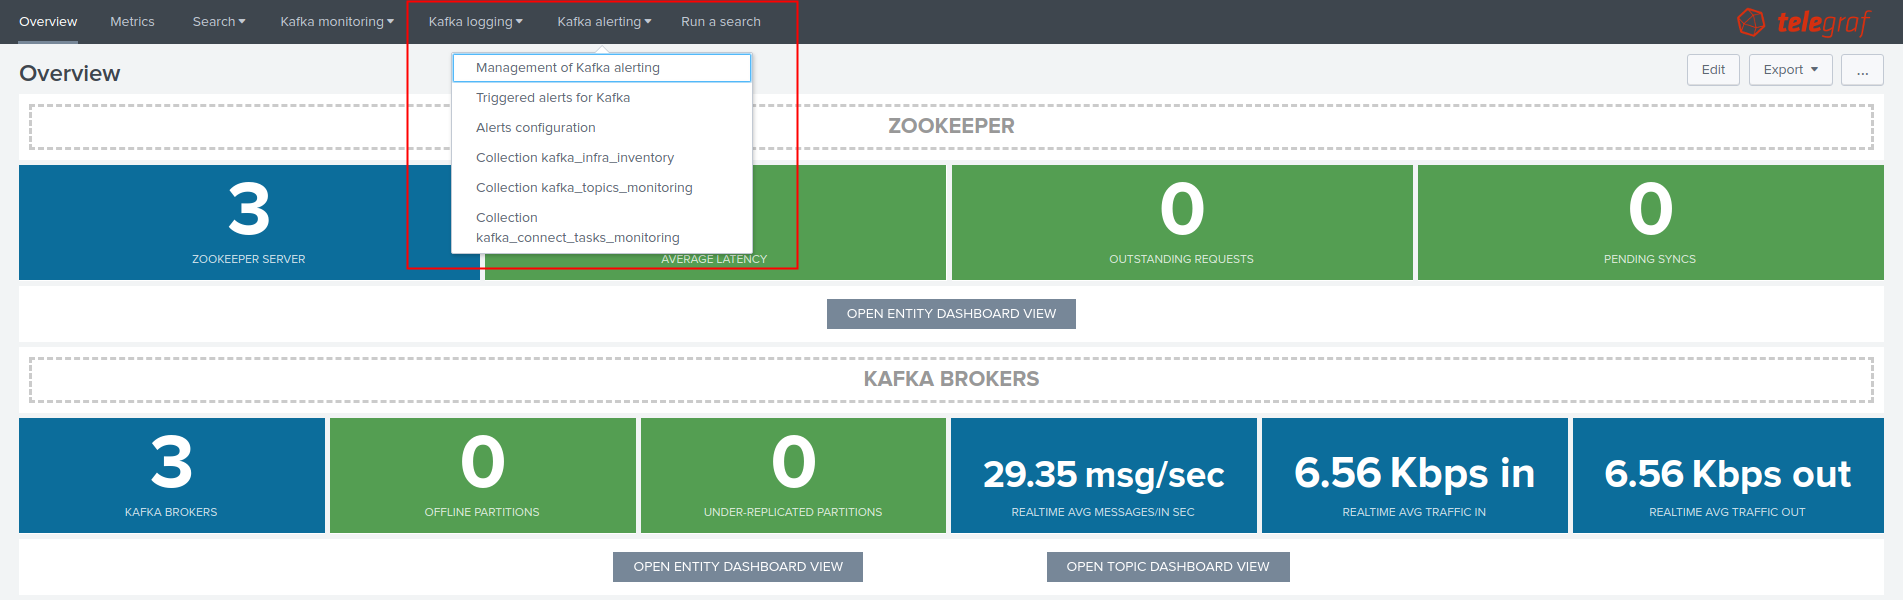 Overview Metrics Search Kafka monitoring Kafka logging Kafka alerting Run a search telegraf
Overview Edit Export ...
Management of Kafka alerting
Triggered alerts for Kafka
Alerts configuration
Collection kafka_infra_inventory
Collection kafka_topics_monitoring
Collection
kafka_connect_tasks_monitoring
ZOOKEEPER
3 0 0
ZOOKEEPER SERVER AVERAGE LATENCY OUTSTANDING REQUESTS PENDING SYNCS
OPEN ENTITY DASHBOARD VIEW
KAFKA BROKERS
3 0 0 29.35 msg/sec 6.56 Kbps in 6.56 Kbps out
KAFKA BROKERS OFFLINE PARTITIONS UNDER-REPLICATED PARTITIONS REALTIME AVG MESSAGES/IN SEC REALTIME AVG TRAFFIC IN REALTIME AVG TRAFFIC OUT
OPEN ENTITY DASHBOARD VIEW OPEN TOPIC DASHBOARD VIEW